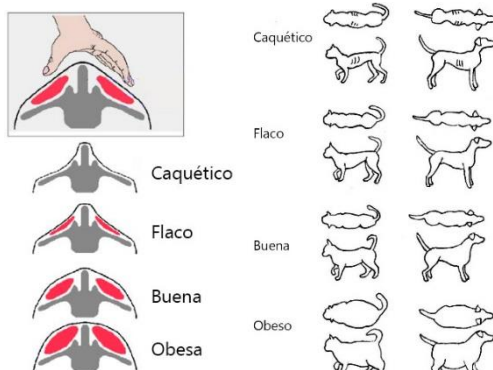 Caquético
Flaco
Buena
Obesa
Caquético
Flaco
Buena
Obeso